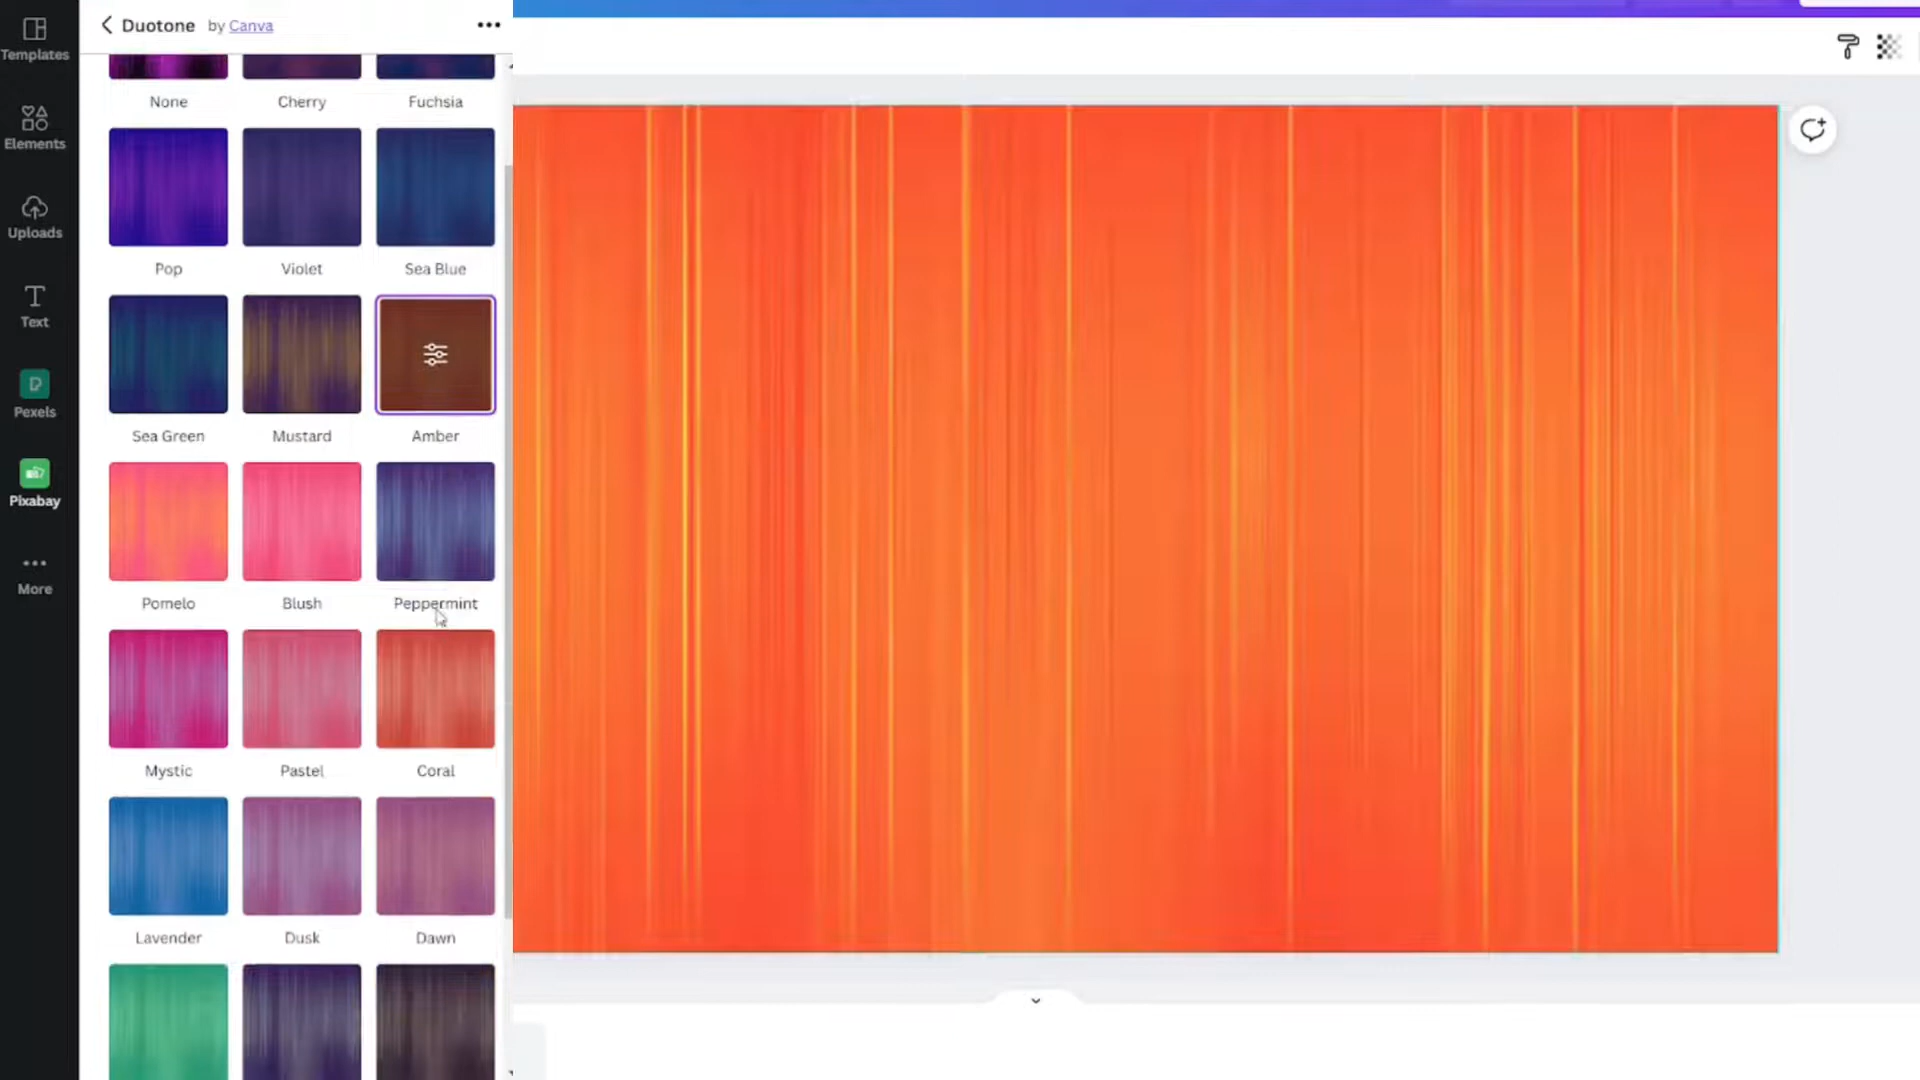 Duotone by Canva
Templates
None Cherry Fuchsia
Elements
Uploads
Pop Violet Sea Blue
Text
Pexels
Sea Green Mustard Amber
Pixabay
More
Pomelo Blush Peppermint
Mystic Pastel Coral
Lavender Dusk Dawn